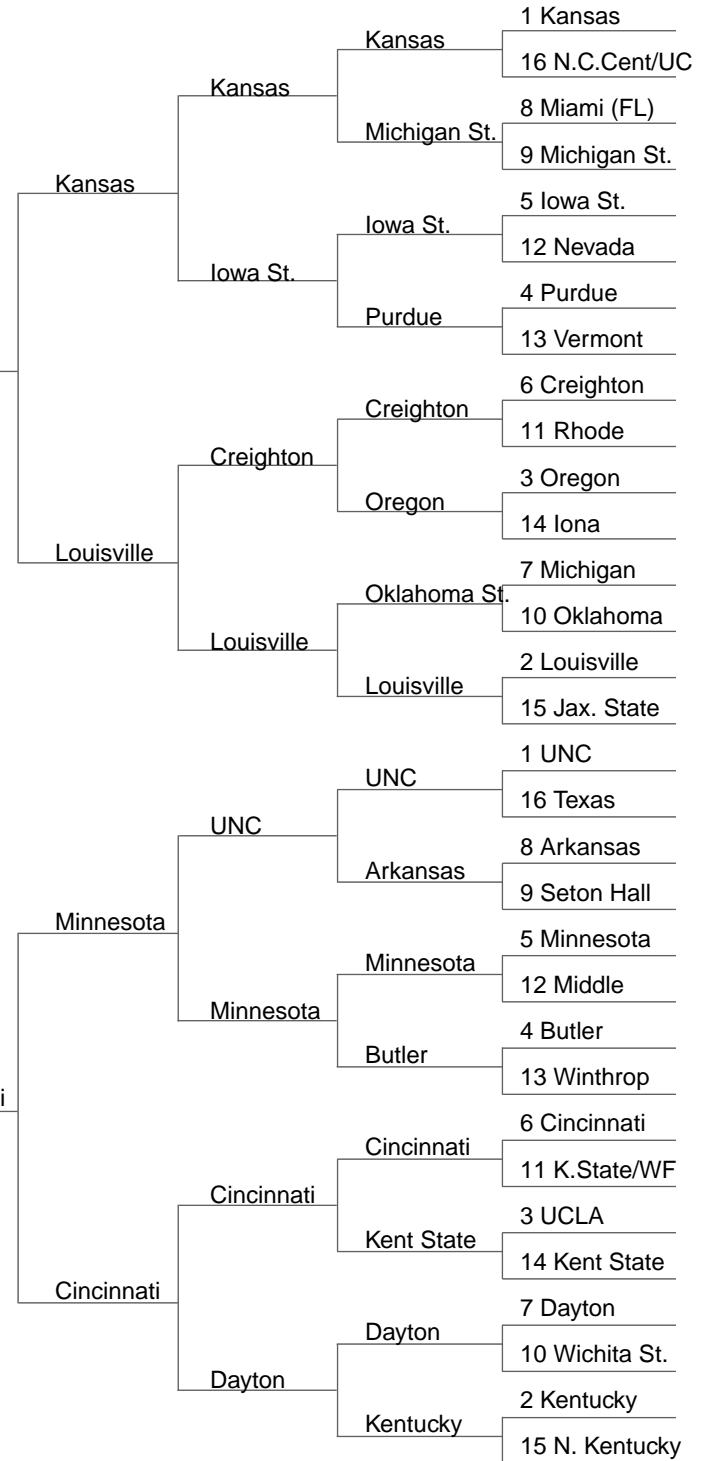 1 Kansas
Kansas
16 N.C.Cent/UC
Kansas
8 Miami (FL)
Michigan St.
9 Michigan St.
Kansas
5 Iowa St.
Iowa St.
12 Nevada
Iowa St.
4 Purdue
Purdue
13 Vermont
6 Creighton
Creighton
11 Rhode
Creighton
3 Oregon
Oregon
14 Iona
Louisville
7 Michigan
Oklahoma St.
10 Oklahoma
Louisville
2 Louisville
Louisville
15 Jax. State
1 UNC
UNC
16 Texas
UNC
8 Arkansas
Arkansas
9 Seton Hall
Minnesota
5 Minnesota
Minnesota
12 Middle
Minnesota
4 Butler
Butler
13 Winthrop
i
6 Cincinnati
Cincinnati
11 K.State/WF
Cincinnati
3 UCLA
Kent State
14 Kent State
Cincinnati
7 Dayton
Dayton
10 Wichita St.
Dayton
2 Kentucky
Kentucky
15 N. Kentucky